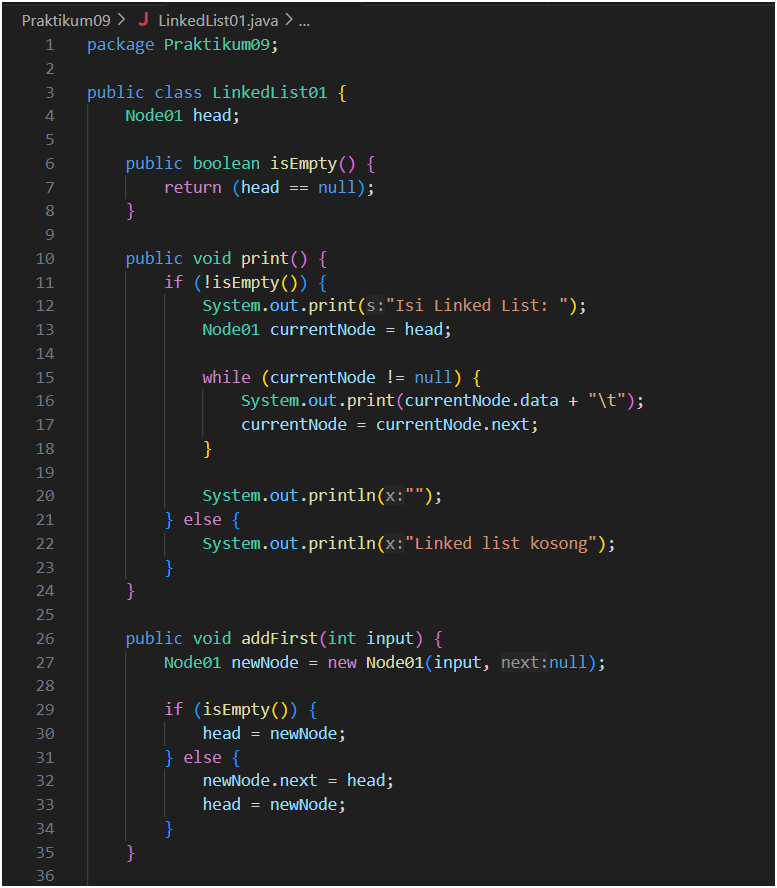 Praktikum09 > J LinkedList01.java > ...
1 package Praktikum09;
2
3 public class LinkedList01 {
4     Node01 head;
5
6     public boolean isEmpty() {
7         return (head == null);
8     }
9
10     public void print() {
11         if (!isEmpty()) {
12             System.out.print(s:"Isi Linked List: ");
13             Node01 currentNode = head;
14
15             while (currentNode != null) {
16                 System.out.print(currentNode.data + "\t");
17                 currentNode = currentNode.next;
18             }
19
20             System.out.println(x:"");
21         } else {
22             System.out.println(x:"Linked list kosong");
23         }
24     }
25
26     public void addFirst(int input) {
27         Node01 newNode = new Node01(input, next:null);
28
29         if (isEmpty()) {
30             head = newNode;
31         } else {
32             newNode.next = head;
33             head = newNode;
34         }
35     }
36